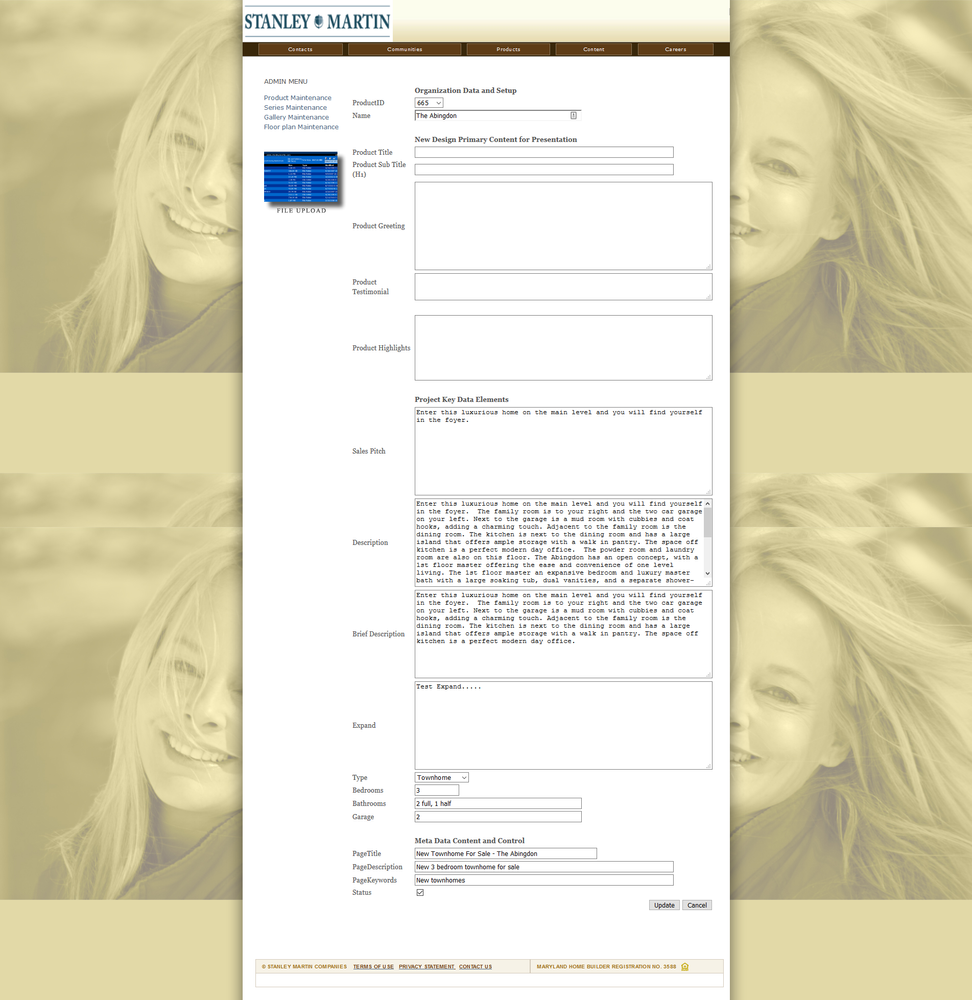 STANLEY MARTIN
Contacts Communities Products Content Careers
ADMIN MENU
Product Maintenance
Series Maintenance
Gallery Maintenance
Floor plan Maintenance
FILE UPLOAD
Organization Data and Setup
ProductID 665
Name The Abingdon
New Design Primary Content for Presentation
Product Title
Product Sub Title
(H1)
Product Greeting
Product
Testimonial
Product Highlights
Project Key Data Elements
Sales Pitch
Enter this luxurious home on the main level and you will find yourself
in the foyer.
Description
Enter this luxurious home on the main level and you will find yourself
in the foyer.  The family room is to your right and the two car garage
on your left. Next to the garage is a mud room with cubbies and coat
hooks, adding a charming touch. Adjacent to the family room is the
dining room. The kitchen is next to the dining room and has a large
island that offers ample storage with a walk in pantry. The space off
kitchen is a perfect modern day office.  The powder room and laundry
room are also on this floor. The Abingdon has an open concept, with a
1st floor master offering the ease and convenience of one level
living. The 1st floor master an expansive bedroom and luxury master
bath with a large soaking tub, dual vanities, and a separate shower-
Brief Description
Enter this luxurious home on the main level and you will find yourself
in the foyer.  The family room is to your right and the two car garage
on your left. Next to the garage is a mud room with cubbies and coat
hooks, adding a charming touch. Adjacent to the family room is the
dining room. The kitchen is next to the dining room and has a large
island that offers ample storage with a walk in pantry. The space off
kitchen is a perfect modern day office.
Expand
Test Expand.....
Type Townhome
Bedrooms 3
Bathrooms 2 full, 1 half
Garage 2
Meta Data Content and Control
PageTitle New Townhome For Sale - The Abingdon
PageDescription New 3 bedroom townhome for sale
PageKeywords New townhomes
Status
Update Cancel
© STANLEY MARTIN COMPANIES TERMS OF USE PRIVACY STATEMENT CONTACT US MARYLAND HOME BUILDER REGISTRATION NO. 3588